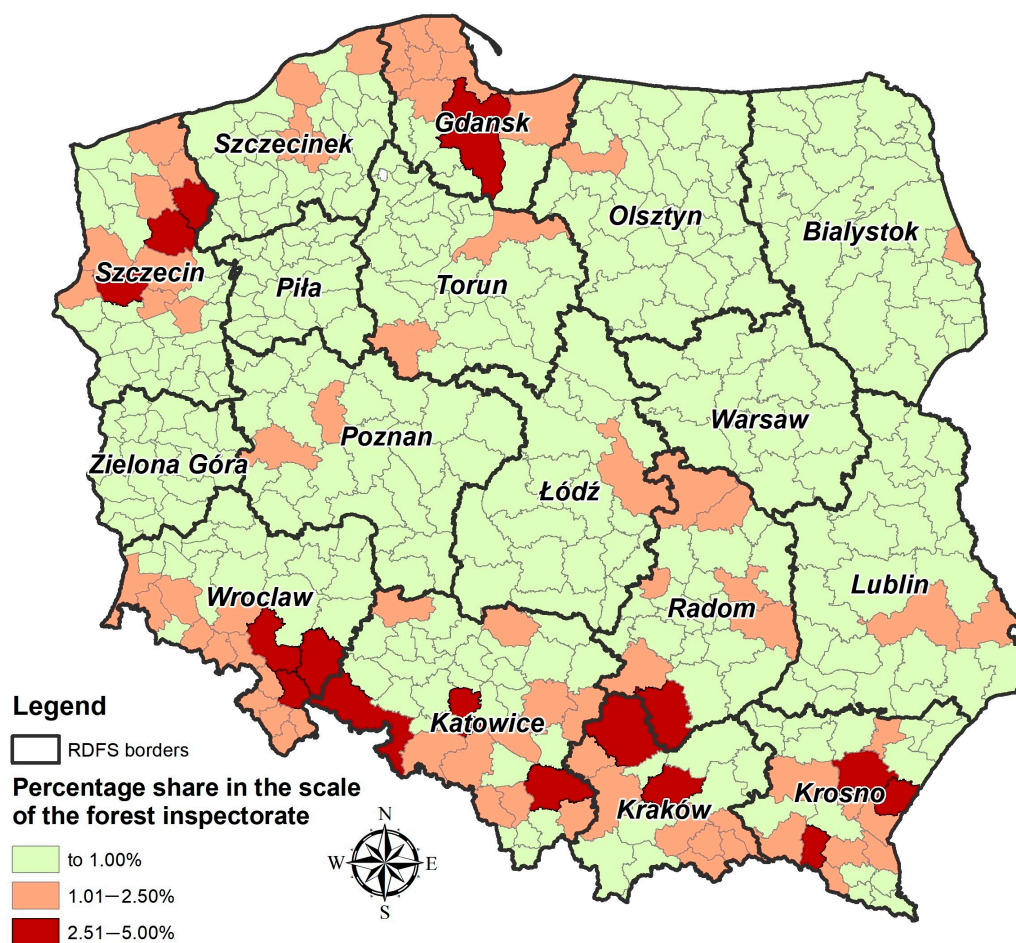 Gdansk
Szczecinek
Olsztyn
Bialystok
Szczecin
Piła
Torun
Warsaw
Poznan
Zielona Góra
Łódź
Wroclaw
Lublin
Radom
Katowice
Krosno
Kraków
Legend
RDFS borders
Percentage share in the scale
of the forest inspectorate
to 1.00%
1.01—2.50%
2.51—5.00%
N
W E
S